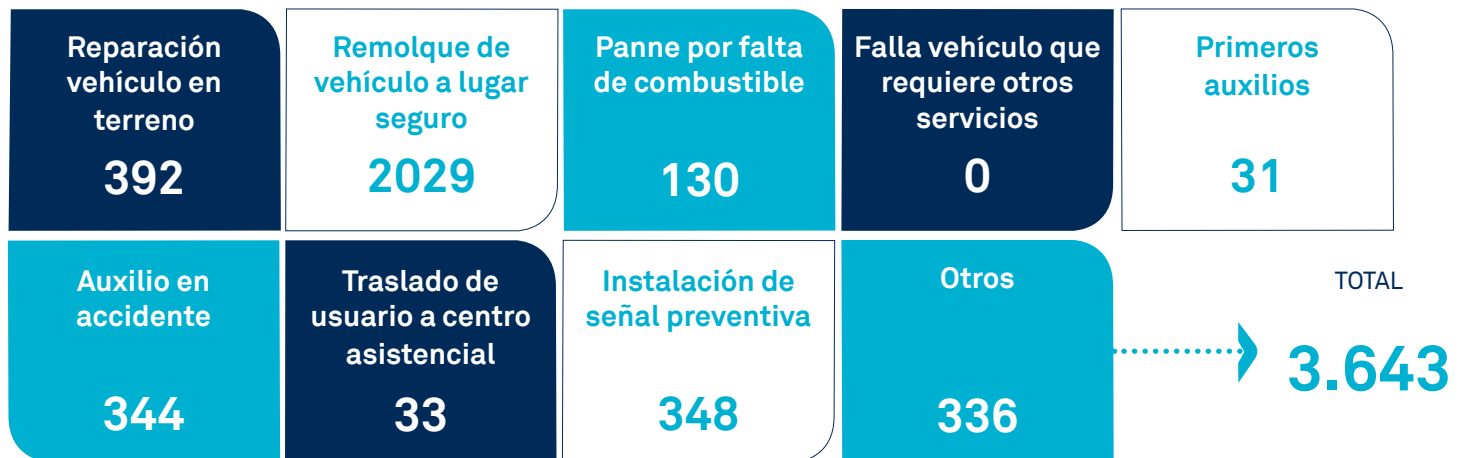 Reparación
vehículo en
terreno
392
Remolque de
vehículo a lugar
seguro
2029
Panne por falta
de combustible
130
Falla vehículo que
requiere otros
servicios
0
Primeros
auxilios
31
Auxilio en
accidente
344
Traslado de
usuario a centro
asistencial
33
Instalación de
señal preventiva
348
Otros
336
TOTAL
3.643